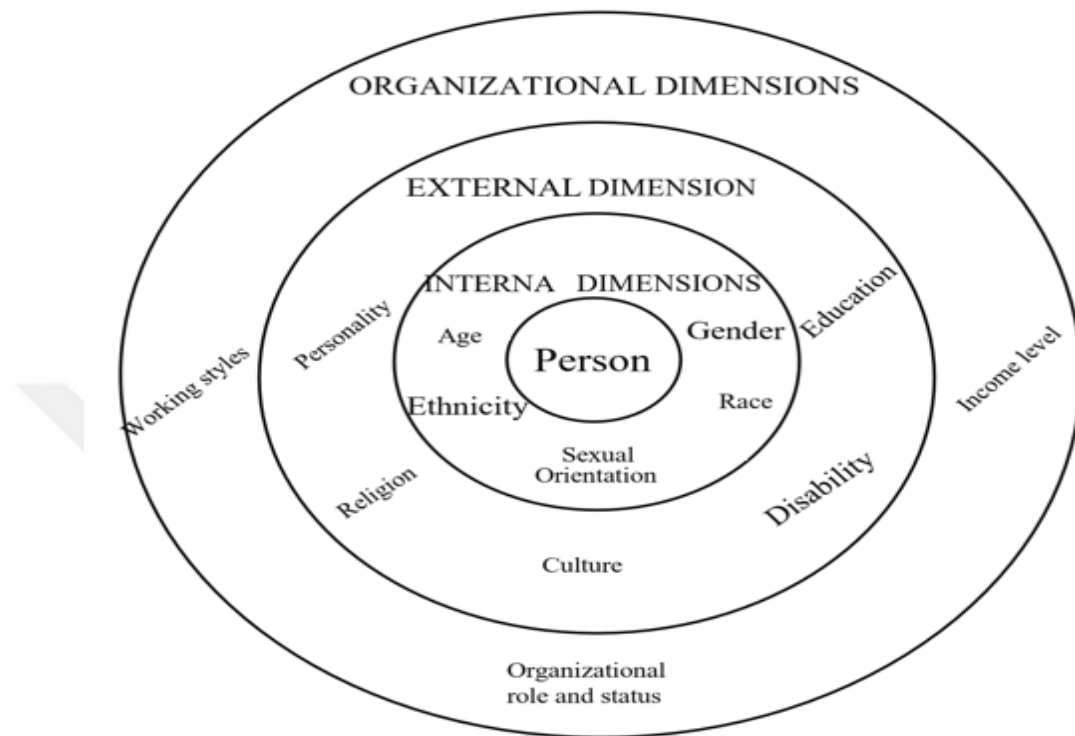 ORGANIZATIONAL DIMENSIONS
EXTERNAL DIMENSION
INTERNA DIMENSIONS
Personality
Education
Age
Gender
Person
Working styles
Income level
Ethnicity
Race
Sexual
Orientation
Religion
Disability
Culture
Organizational
role and status